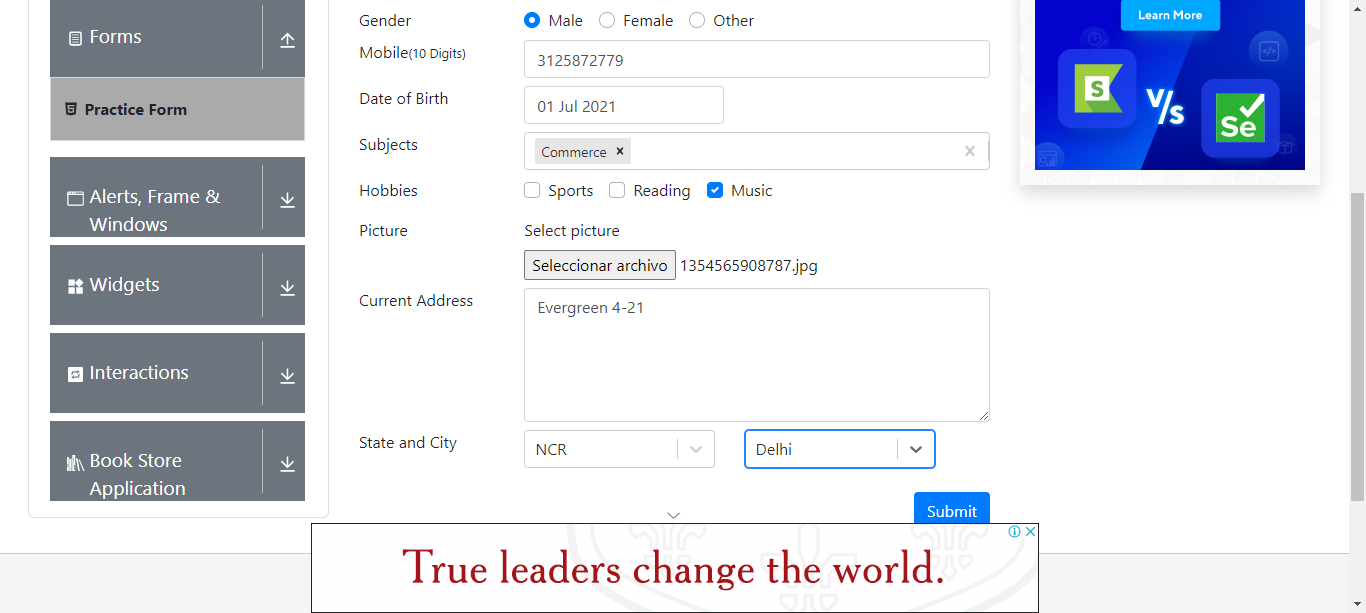 Forms
Practice Form
Alerts, Frame &
Windows
Widgets
Interactions
Book Store
Application
Gender Male Female Other
Mobile(10 Digits) 3125872779
Date of Birth 01 Jul 2021
Subjects Commerce ×
Hobbies Sports Reading Music
Picture Select picture
Seleccionar archivo 1354565908787.jpg
Current Address Evergreen 4-21
State and City NCR Delhi
Submit
Learn More
S
V/s
Se
True leaders change the world.